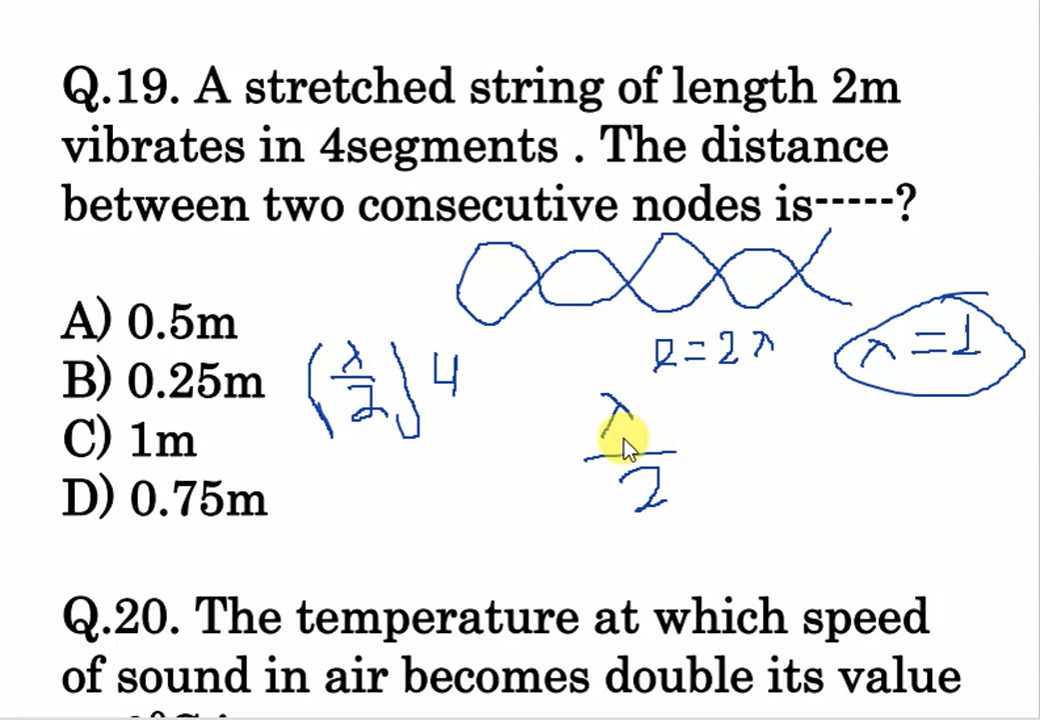 Q.19. A stretched string of length 2m
vibrates in 4segments . The distance
between two consecutive nodes is-----?
A) 0.5m
B) 0.25m
C) 1m
D) 0.75m
(λ/2) 4
2=2λ
λ=1
λ/2
Q.20. The temperature at which speed
of sound in air becomes double its value